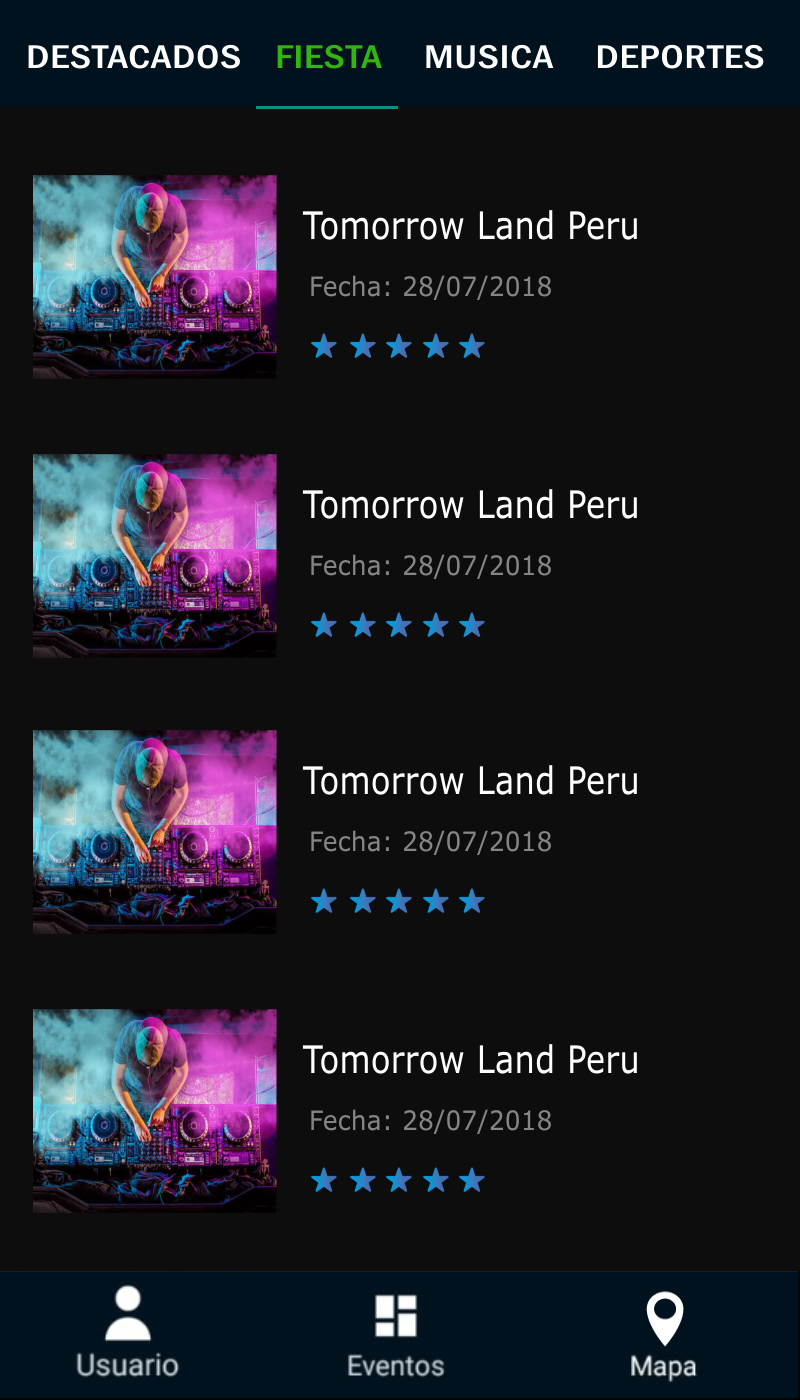 DESTACADOS FIESTA MUSICA DEPORTES
Tomorrow Land Peru
Fecha: 28/07/2018
Tomorrow Land Peru
Fecha: 28/07/2018
Tomorrow Land Peru
Fecha: 28/07/2018
Tomorrow Land Peru
Fecha: 28/07/2018
Usuario Eventos Mapa